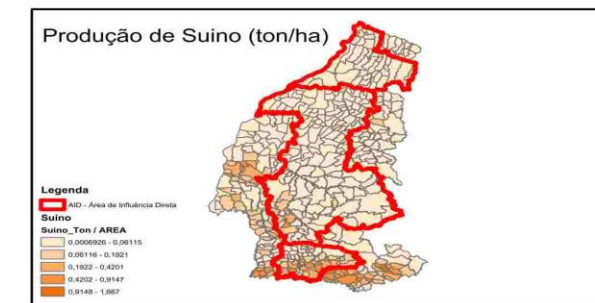 Produção de Suino (ton/ha)
Legenda
AID - Área de Influência Direta
Suino
Suino_Ton / AREA
0,0006926 - 0,06115
0,06116 - 0,1921
0,1922 - 0,4201
0,4202 - 0,9147
0,9148 - 1,667